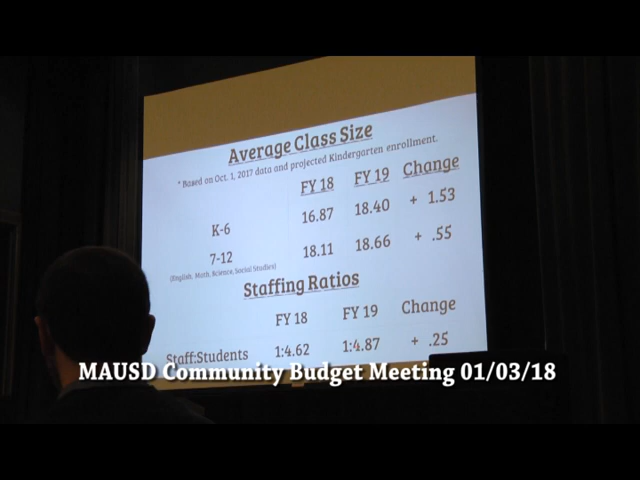 Average Class Size
* Based on Oct. 1, 2017 data and projected Kindergarten enrollment.
FY 18 FY 19 Change
K-6 16.87 18.40 + 1.53
7-12 18.11 18.66 + .55
(English, Math, Science, Social Studies)
Staffing Ratios
FY 18 FY 19 Change
Staff:Students 1:4.62 1:4.87 + .25
MAUSD Community Budget Meeting 01/03/18